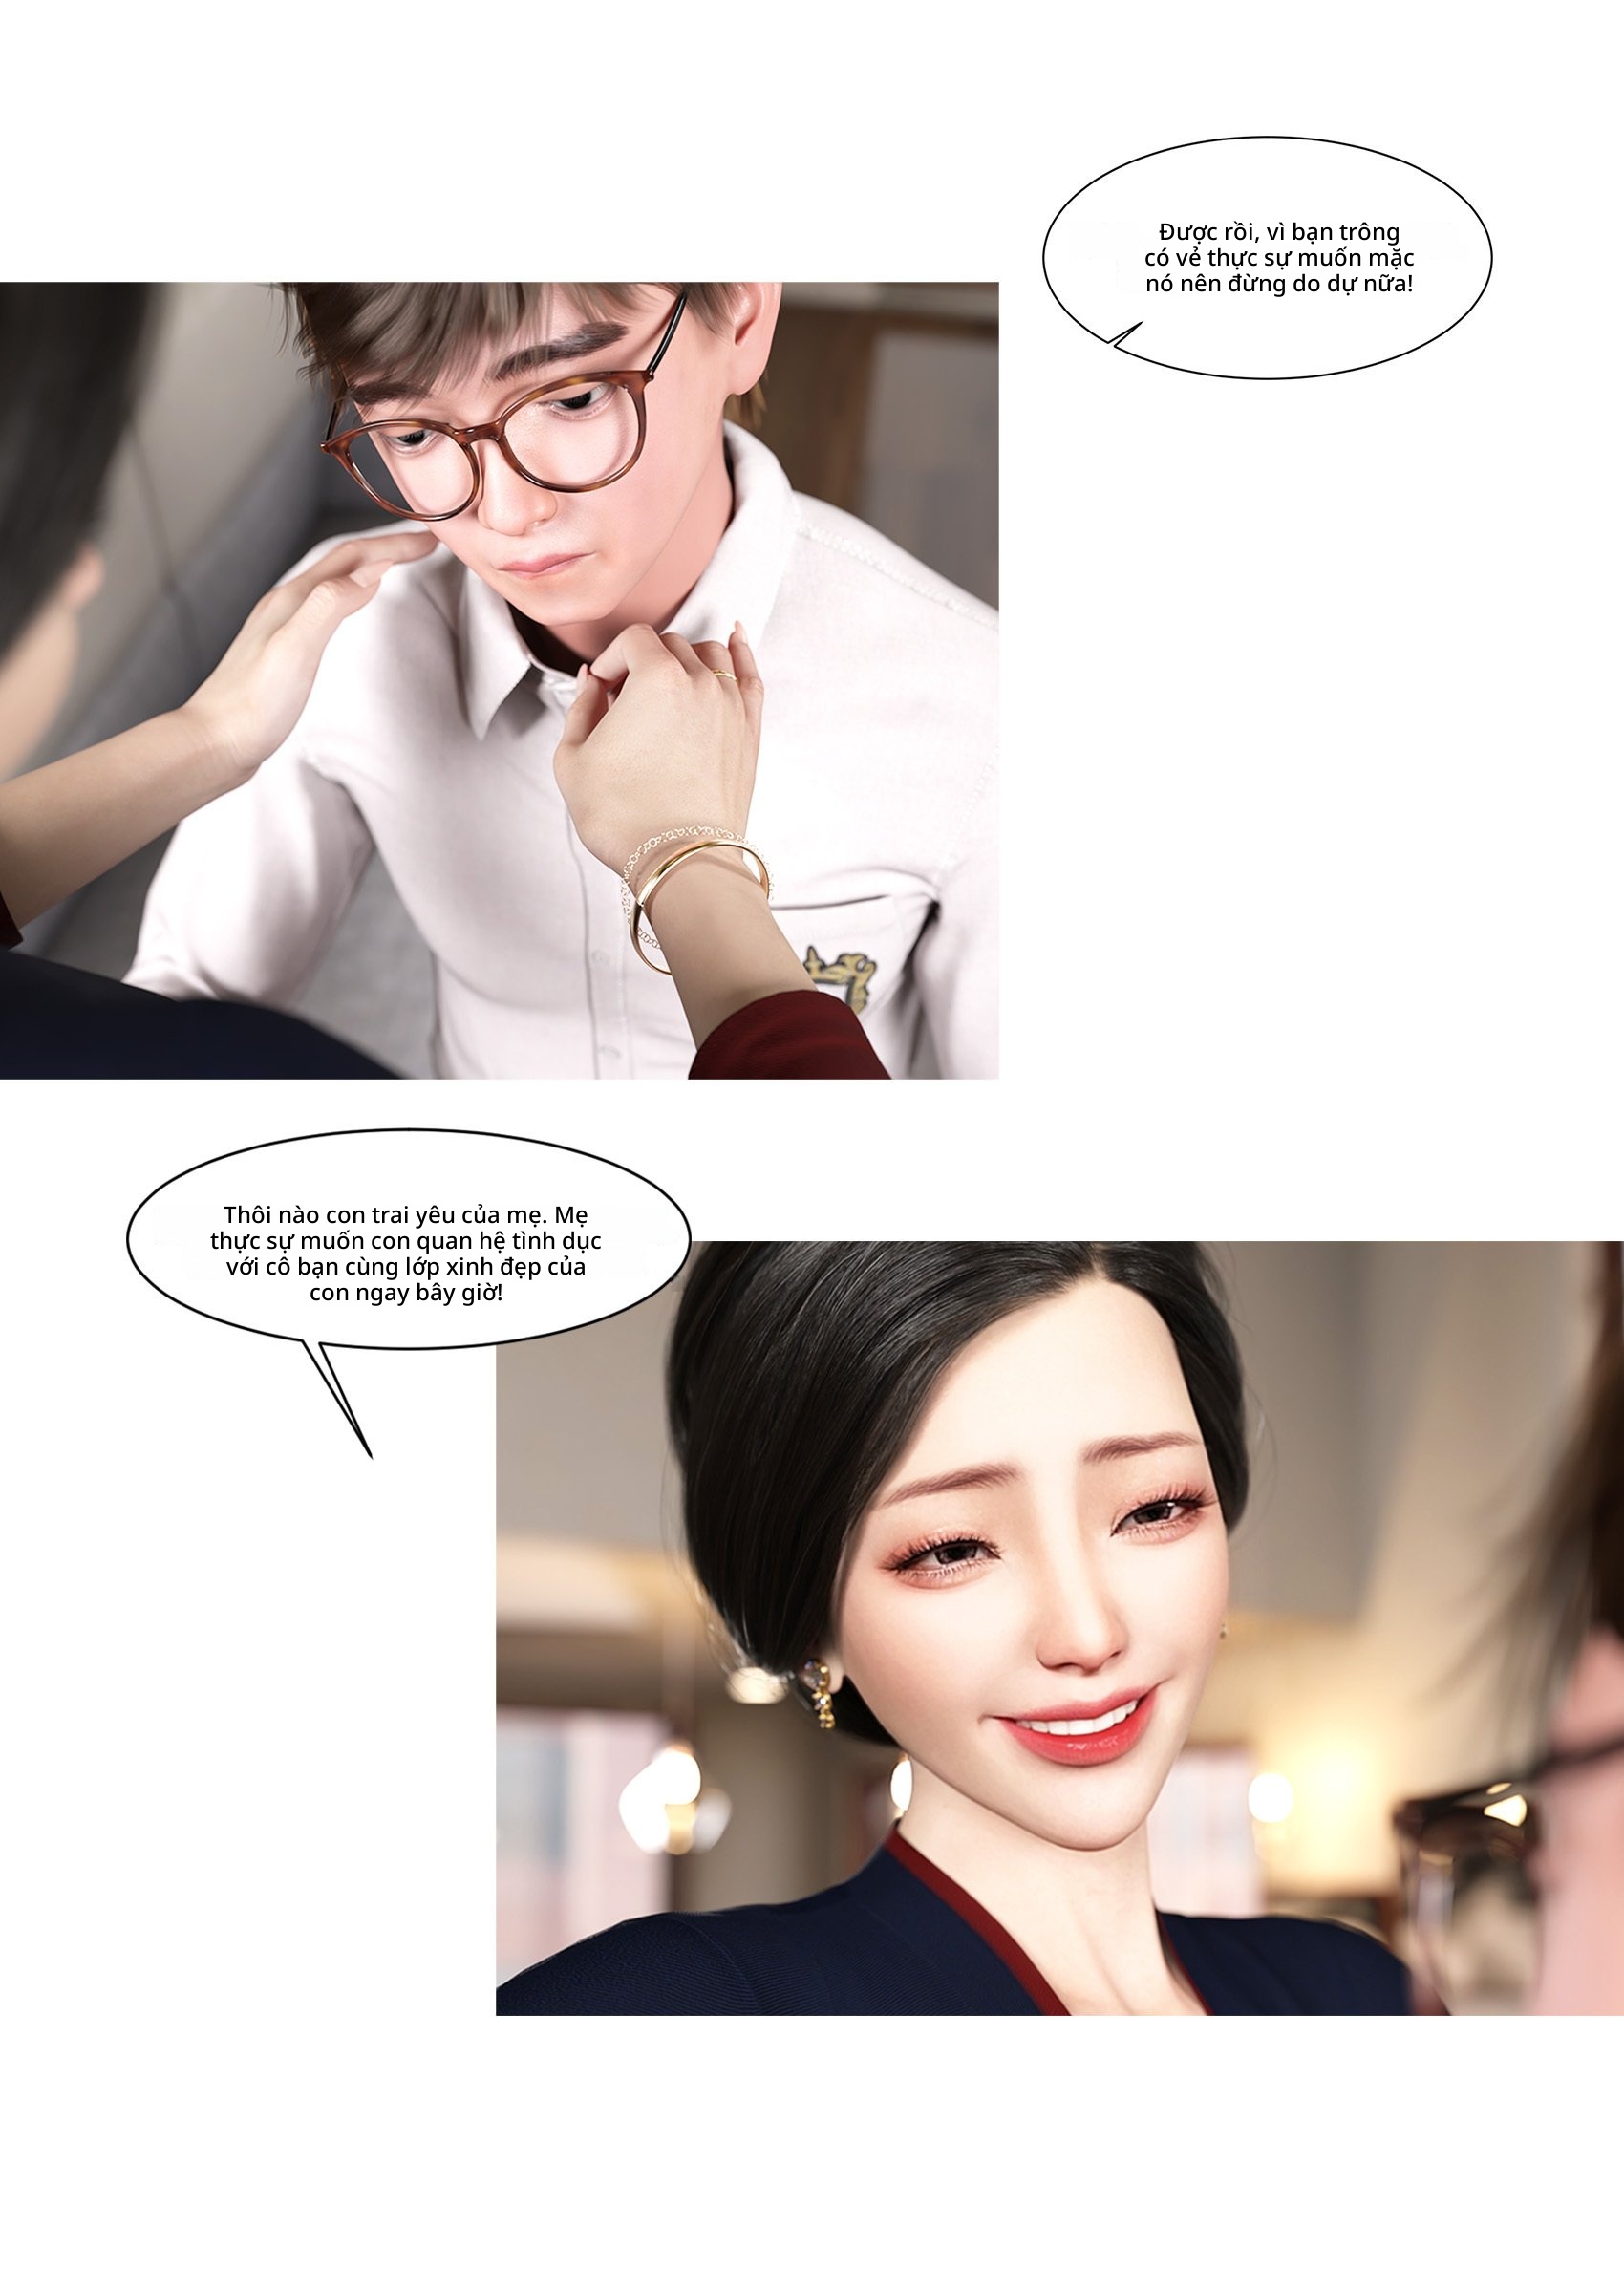 Được rồi, vì bạn trông
có vẻ thực sự muốn mặc
nó nên đừng do dự nữa!
Thôi nào con trai yêu của mẹ. Mẹ
thực sự muốn con quan hệ tình dục
với cô bạn cùng lớp xinh đẹp của
con ngay bây giờ!